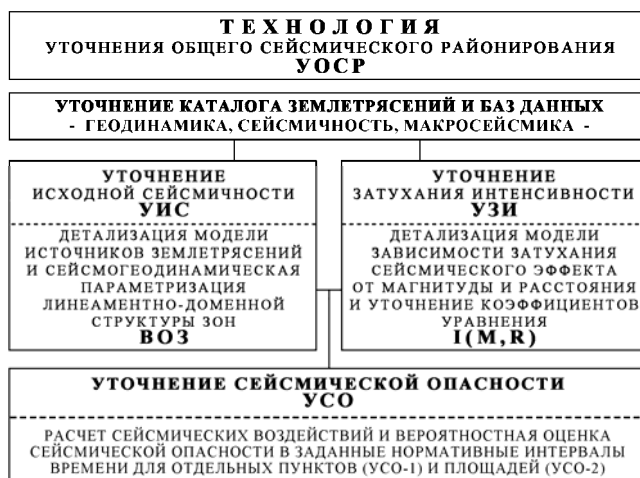 ТЕХНОЛОГИЯ
УТОЧНЕНИЯ ОБЩЕГО СЕЙСМИЧЕСКОГО РАЙОНИРОВАНИЯ
УОСР
УТОЧНЕНИЕ КАТАЛОГА ЗЕМЛЕТРЯСЕНИЙ И БАЗ ДАННЫХ
- ГЕОДИНАМИКА, СЕЙСМИЧНОСТЬ, МАКРОСЕЙСМИКА -
УТОЧНЕНИЕ
ИСХОДНОЙ СЕЙСМИЧНОСТИ
УИС
ДЕТАЛИЗАЦИЯ МОДЕЛИ
ИСТОЧНИКОВ ЗЕМЛЕТРЯСЕНИЙ
И СЕЙСМОГЕОДИНАМИЧЕСКАЯ
ПАРАМЕТРИЗАЦИЯ
ЛИНЕАМЕНТНО-ДОМЕННОЙ
СТРУКТУРЫ ЗОН
ВОЗ
УТОЧНЕНИЕ
ЗАТУХАНИЯ ИНТЕНСИВНОСТИ
УЗИ
ДЕТАЛИЗАЦИЯ МОДЕЛИ
ЗАВИСИМОСТИ ЗАТУХАНИЯ
СЕЙСМИЧЕСКОГО ЭФФЕКТА
ОТ МАГНИТУДЫ И РАССТОЯНИЯ
И УТОЧНЕНИЕ КОЭФФИЦИЕНТОВ
УРАВНЕНИЯ
I(M,R)
УТОЧНЕНИЕ СЕЙСМИЧЕСКОЙ ОПАСНОСТИ
УСО
РАСЧЕТ СЕЙСМИЧЕСКИХ ВОЗДЕЙСТВИЙ И ВЕРОЯТНОСТНАЯ ОЦЕНКА
СЕЙСМИЧЕСКОЙ ОПАСНОСТИ В ЗАДАННЫЕ НОРМАТИВНЫЕ ИНТЕРВАЛЫ
ВРЕМЕНИ ДЛЯ ОТДЕЛЬНЫХ ПУНКТОВ (УСО-1) И ПЛОЩАДЕЙ (УСО-2)